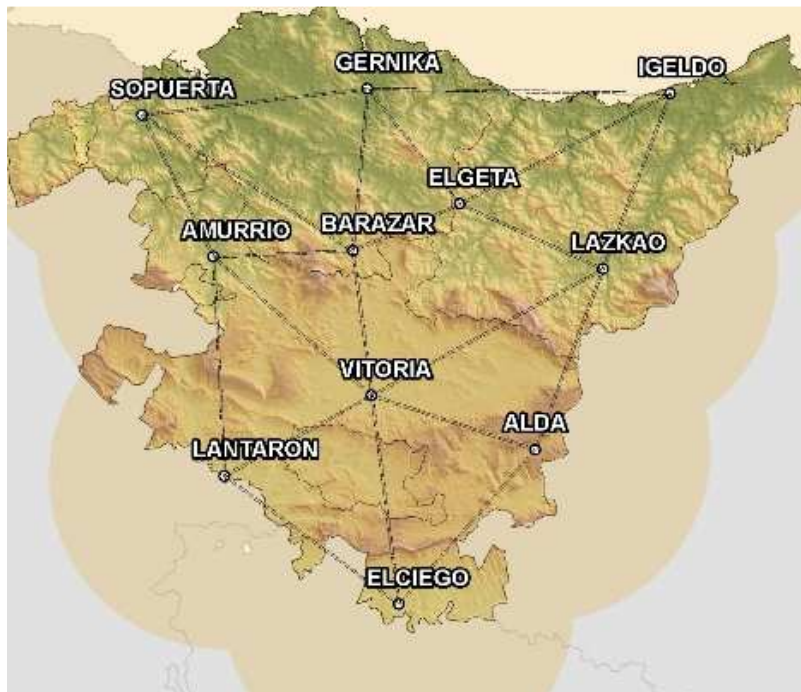 GERNIKA
IGELDO
SOPUERTA
ELGETA
BARAZAR
AMURRIO
LAZKAO
VITORIA
ALDA
LANTARON
ELCIEGO